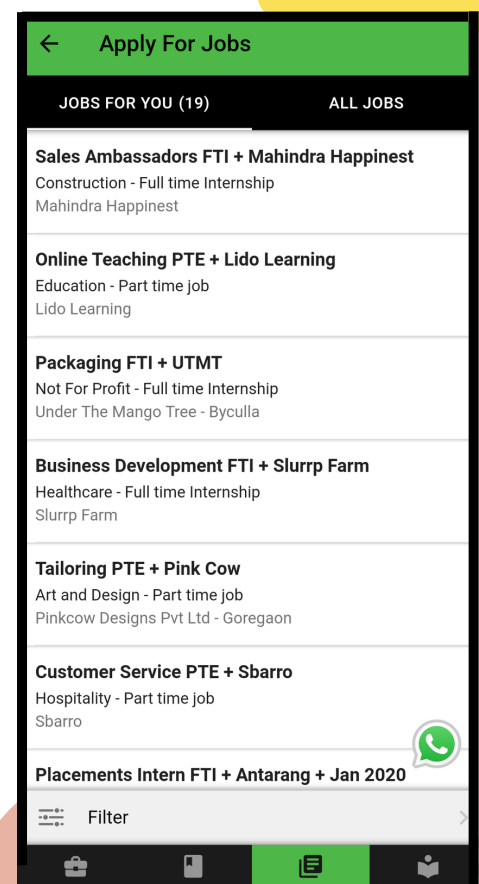 Apply For Jobs
JOBS FOR YOU (19)
ALL JOBS
Sales Ambassadors FTI + Mahindra Happinest
Construction - Full time Internship
Mahindra Happinest
Online Teaching PTE + Lido Learning
Education - Part time job
Lido Learning
Packaging FTI + UTMT
Not For Profit - Full time Internship
Under The Mango Tree - Byculla
Business Development FTI + Slurrp Farm
Healthcare - Full time Internship
Slurrp Farm
Tailoring PTE + Pink Cow
Art and Design - Part time job
Pinkcow Designs Pvt Ltd - Goregaon
Customer Service PTE + Sbarro
Hospitality - Part time job
Sbarro
Placements Intern FTI + Antarang + Jan 2020
Filter